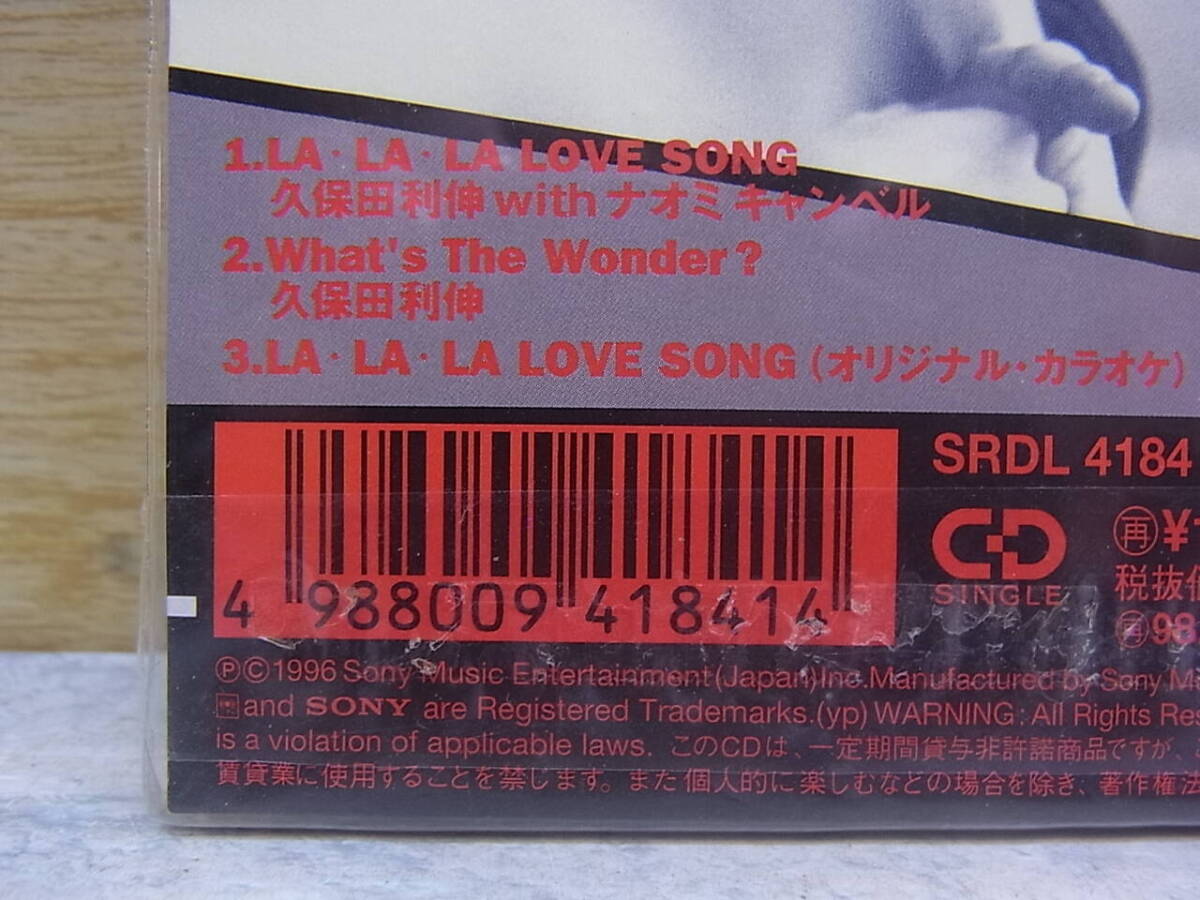 1.LA・LA・LA LOVE SONG
久保田利伸withナオミキャンベル
2.What's The Wonder?
久保田利伸
3.LA・LA・LA LOVE SONG (オリジナル・カラオケ)
4 988009 418414
SRDL 4184
CD
SINGLE
再¥
税抜
98
ⓅⒸ1996 Sony Music Entertainment(Japan)Inc.Manufactured by Sony
and SONY are Registered Trademarks.(yp) WARNING: All Rights
is a violation of applicable laws. このCDは、一定期間貸与非許諾商品ですが、
賃貸業に使用することを禁じます。また個人的に楽しむなどの場合を除き、著作権法